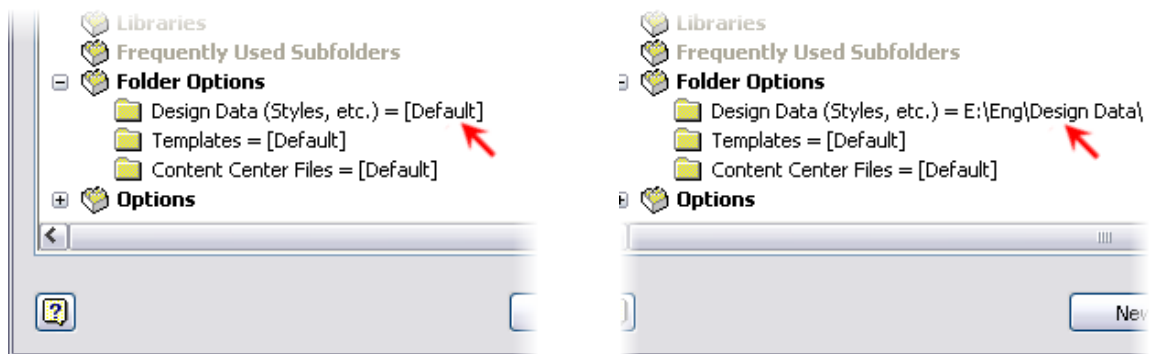 Libraries
Frequently Used Subfolders
Folder Options
Design Data (Styles, etc.) = [Default]
Templates = [Default]
Content Center Files = [Default]
Options
Libraries
Frequently Used Subfolders
Folder Options
Design Data (Styles, etc.) = E:\Eng\Design Data\
Templates = [Default]
Content Center Files = [Default]
Options
?
New